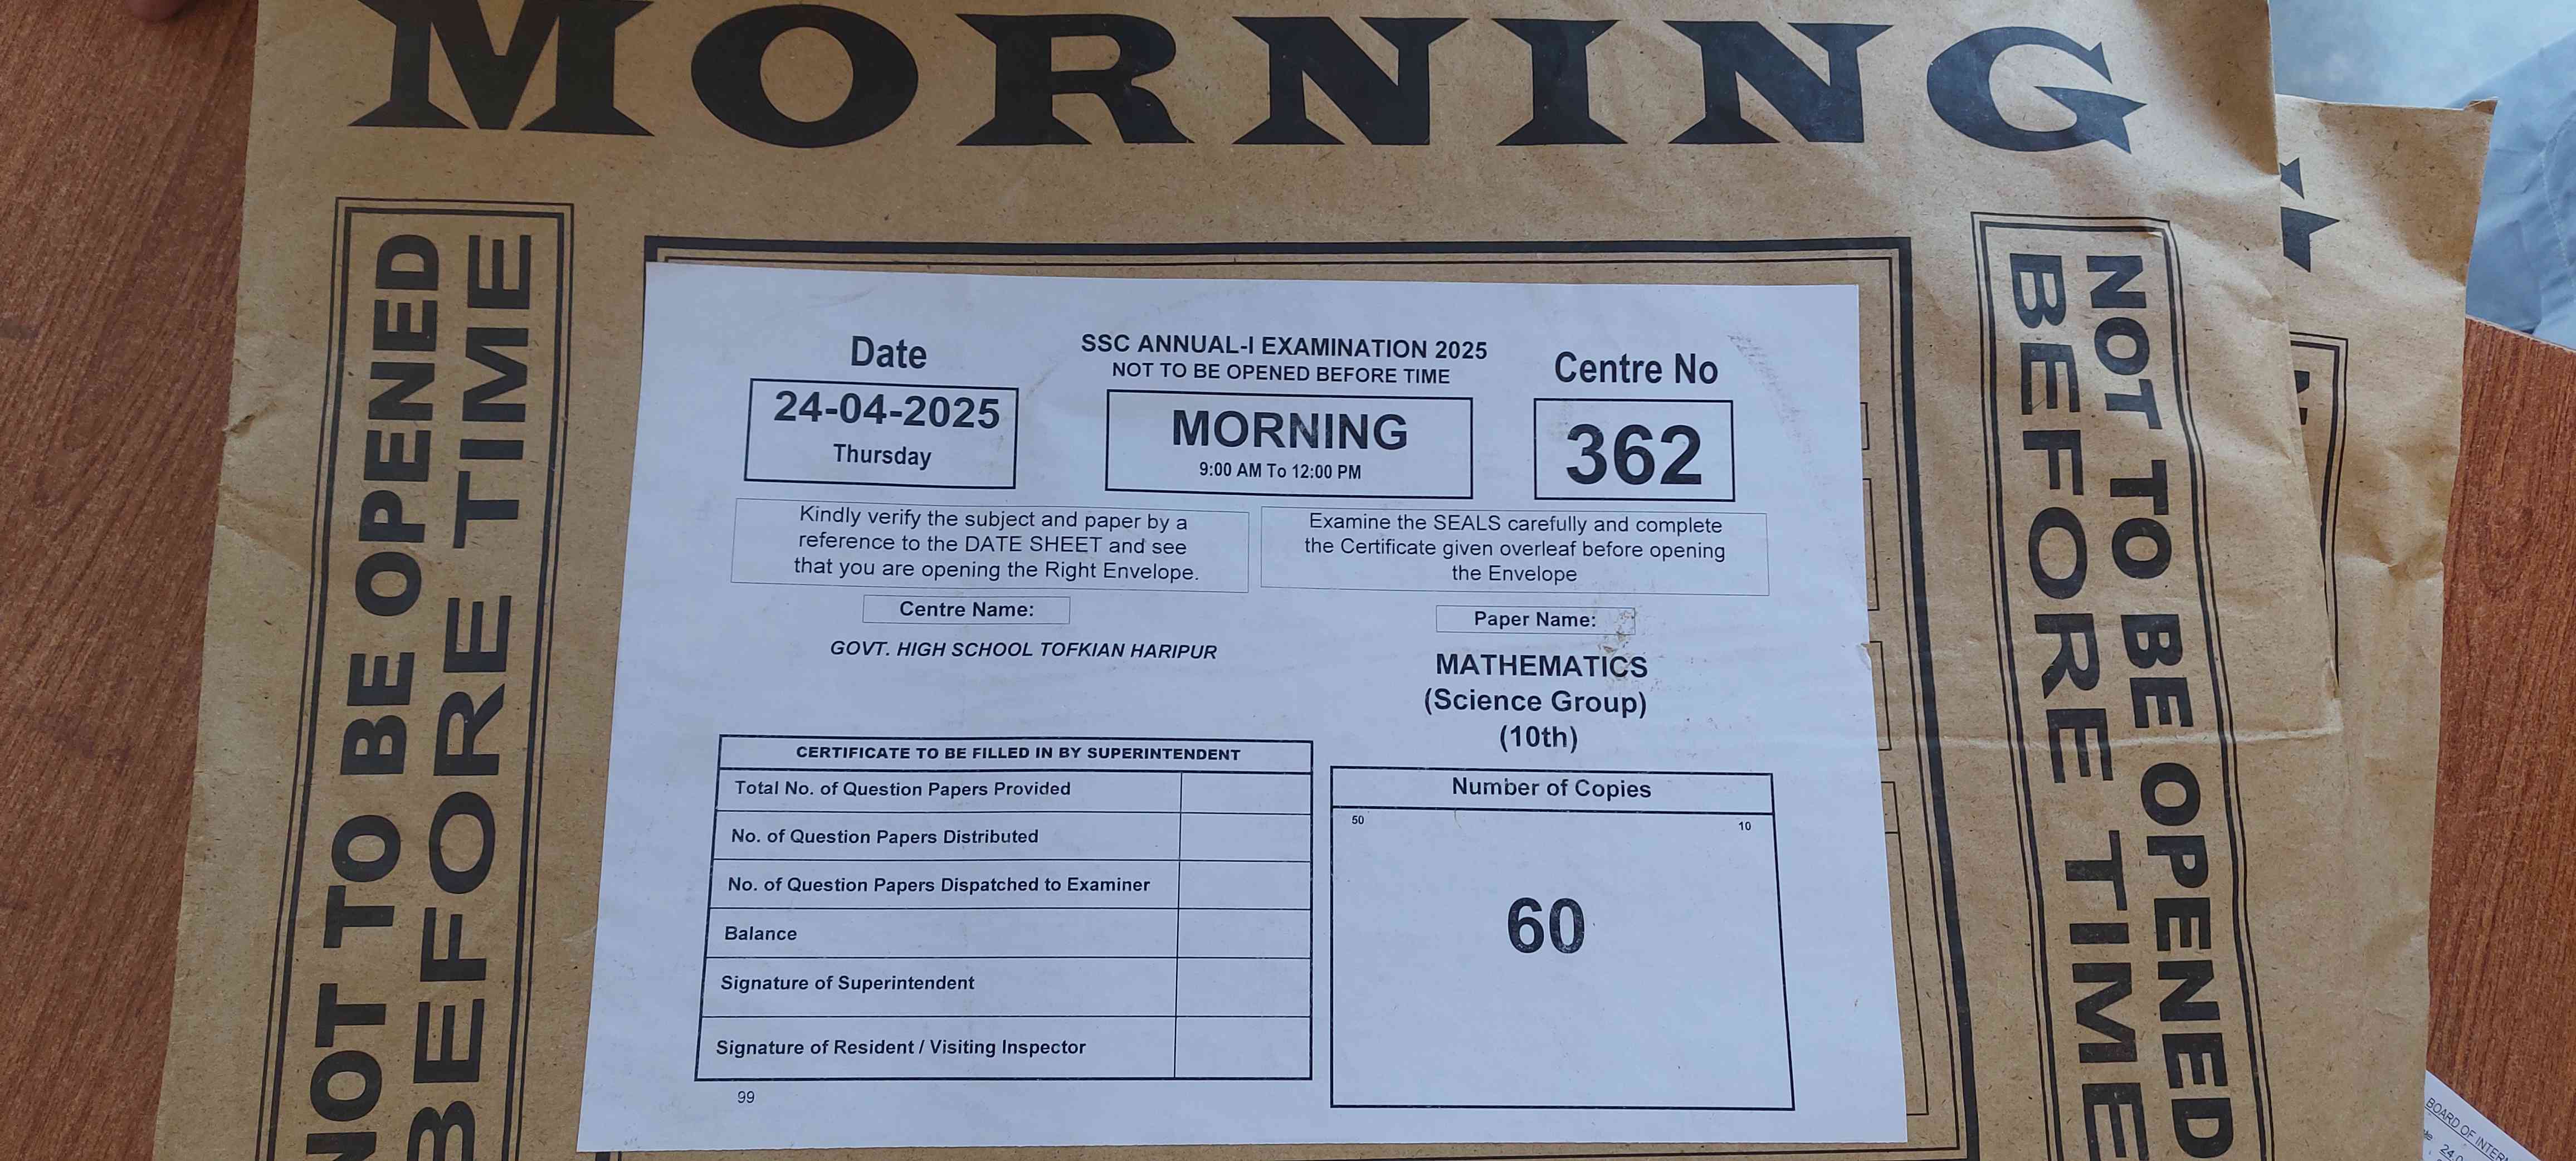 MORNING
NOT TO BE OPENED
BEFORE TIME
Date
24-04-2025
Thursday
SSC ANNUAL-I EXAMINATION 2025
NOT TO BE OPENED BEFORE TIME
MORNING
9:00 AM To 12:00 PM
Centre No
362
Kindly verify the subject and paper by a
reference to the DATE SHEET and see
that you are opening the Right Envelope.
Examine the SEALS carefully and complete
the Certificate given overleaf before opening
the Envelope
Centre Name:
GOVT. HIGH SCHOOL TOFKIAN HARIPUR
Paper Name:
MATHEMATICS
(Science Group)
(10th)
CERTIFICATE TO BE FILLED IN BY SUPERINTENDENT
Total No. of Question Papers Provided
No. of Question Papers Distributed
No. of Question Papers Dispatched to Examiner
Balance
Signature of Superintendent
Signature of Resident / Visiting Inspector
99
Number of Copies
50 10
60
NOT TO BE OPENED
BEFORE TIME
BOARD OF INTER